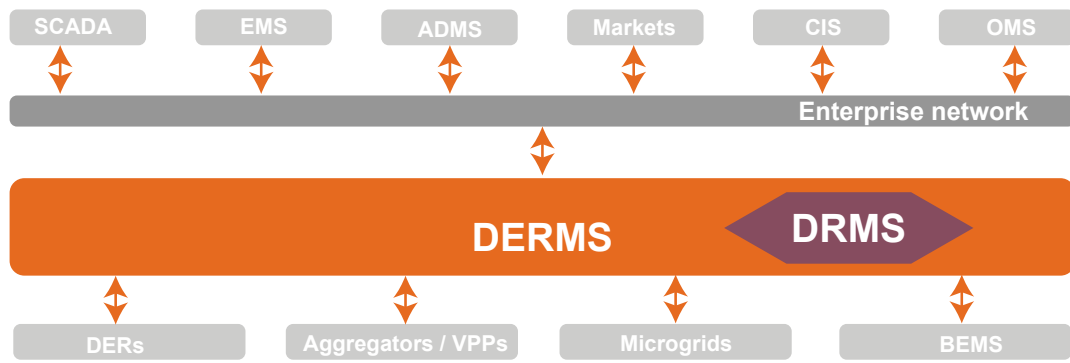 SCADA
EMS
ADMS
Markets
CIS
OMS
Enterprise network
DERMS
DRMS
DERs
Aggregators / VPPs
Microgrids
BEMS